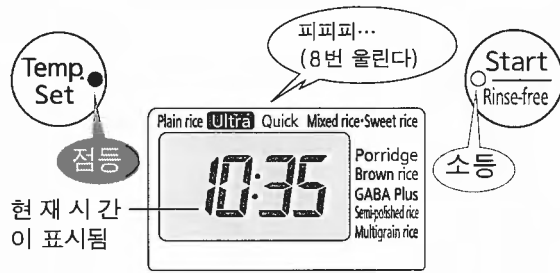 피피피…
(8번 울린다)
Temp.
Set
점등
Start
Rinse-free
소등
Plain rice Ultra Quick Mixed rice•Sweet rice
10:35
Porridge
Brown rice
GABA Plus
Semi-polished rice
Multigrain rice
현 재 시 간
이 표시됨